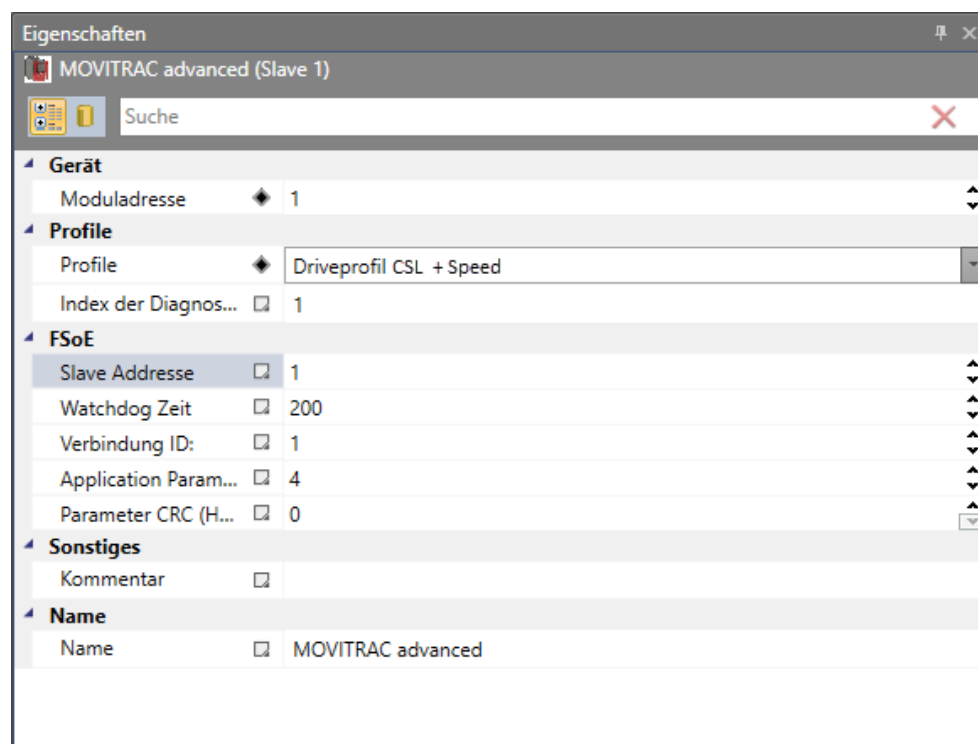 Eigenschaften
MOVITRAC advanced (Slave 1)
Suche
Gerät
Moduladresse 1
Profile
Profile Driveprofil CSL + Speed
Index der Diagnos... 1
FSoE
Slave Addresse 1
Watchdog Zeit 200
Verbindung ID: 1
Application Param... 4
Parameter CRC (H... 0
Sonstiges
Kommentar
Name
Name MOVITRAC advanced